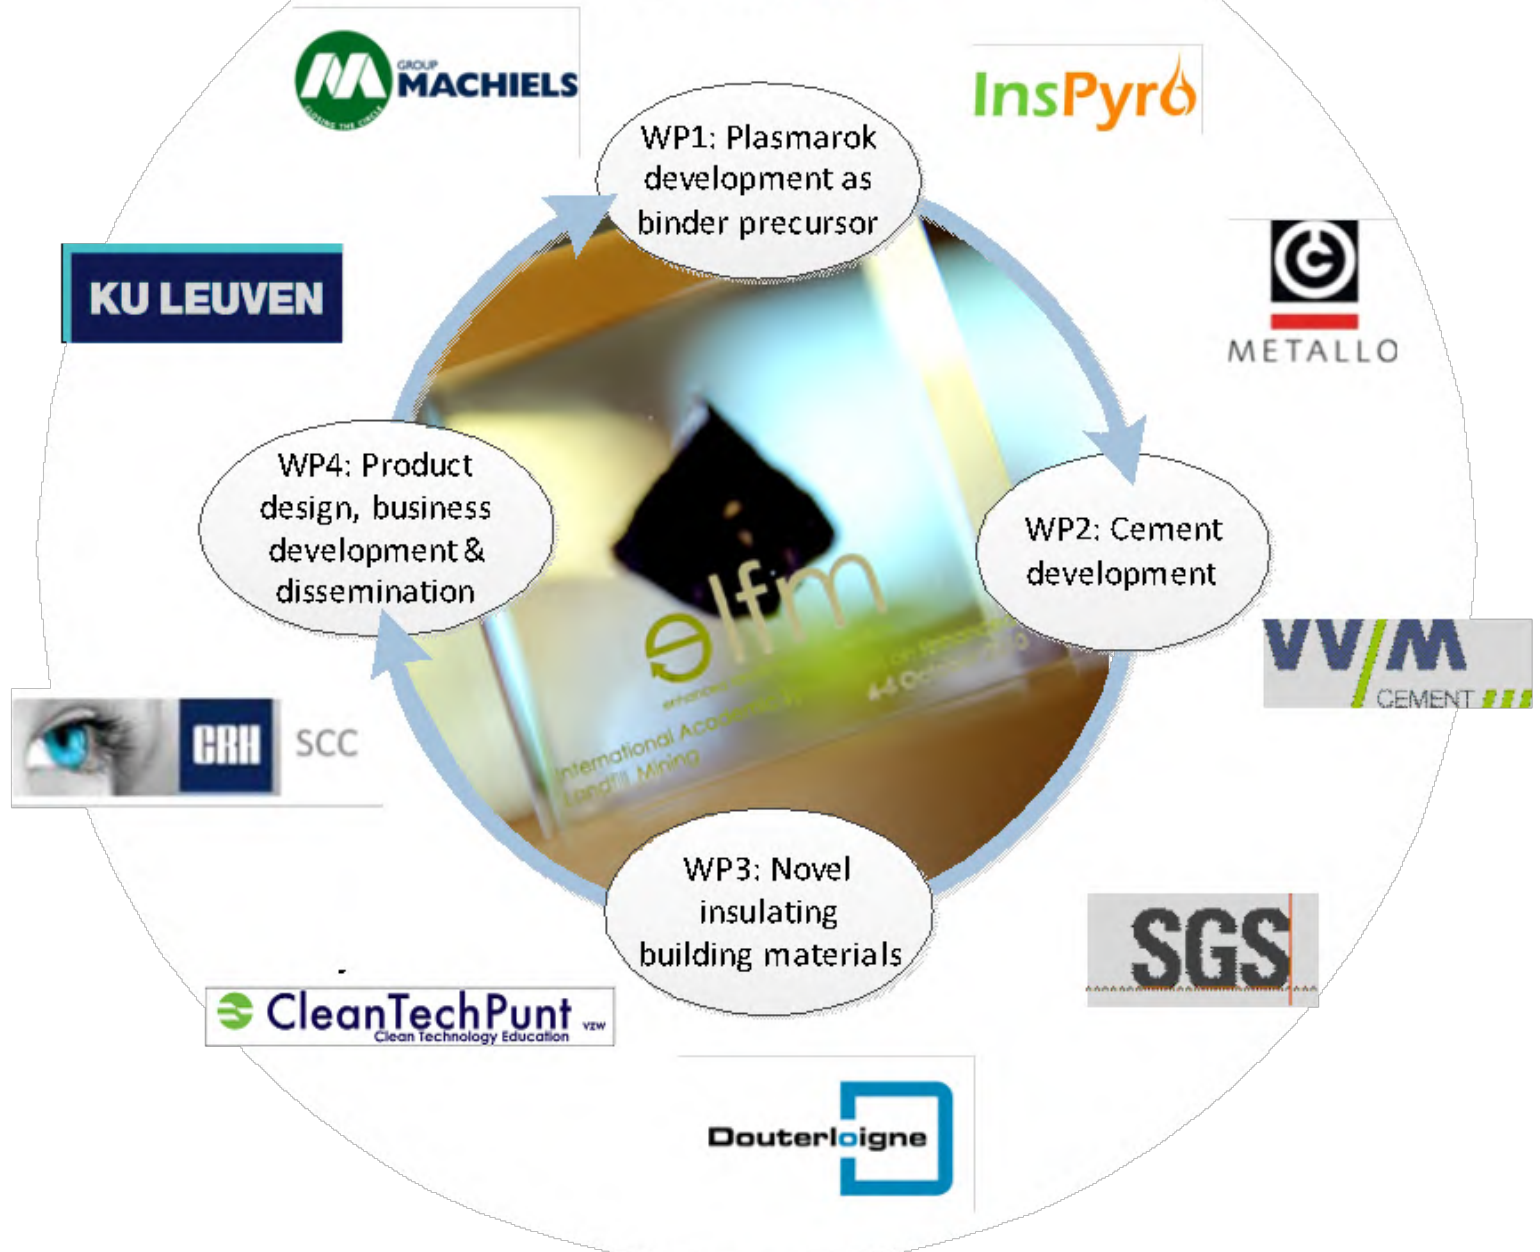 GROUP
MACHIELS
CLOSING THE CIRCLE
InsPyro
WP1: Plasmarok
development as
binder precursor
KU LEUVEN
METALLO
WP4: Product
design, business
development &
dissemination
WP2: Cement
development
elfm
enhanced
International
Landfill Mining
VVM
CEMENT
CRH SCC
WP3: Novel
insulating
building materials
SGS
CleanTechPunt vzw
Clean Technology Education
Douterloigne